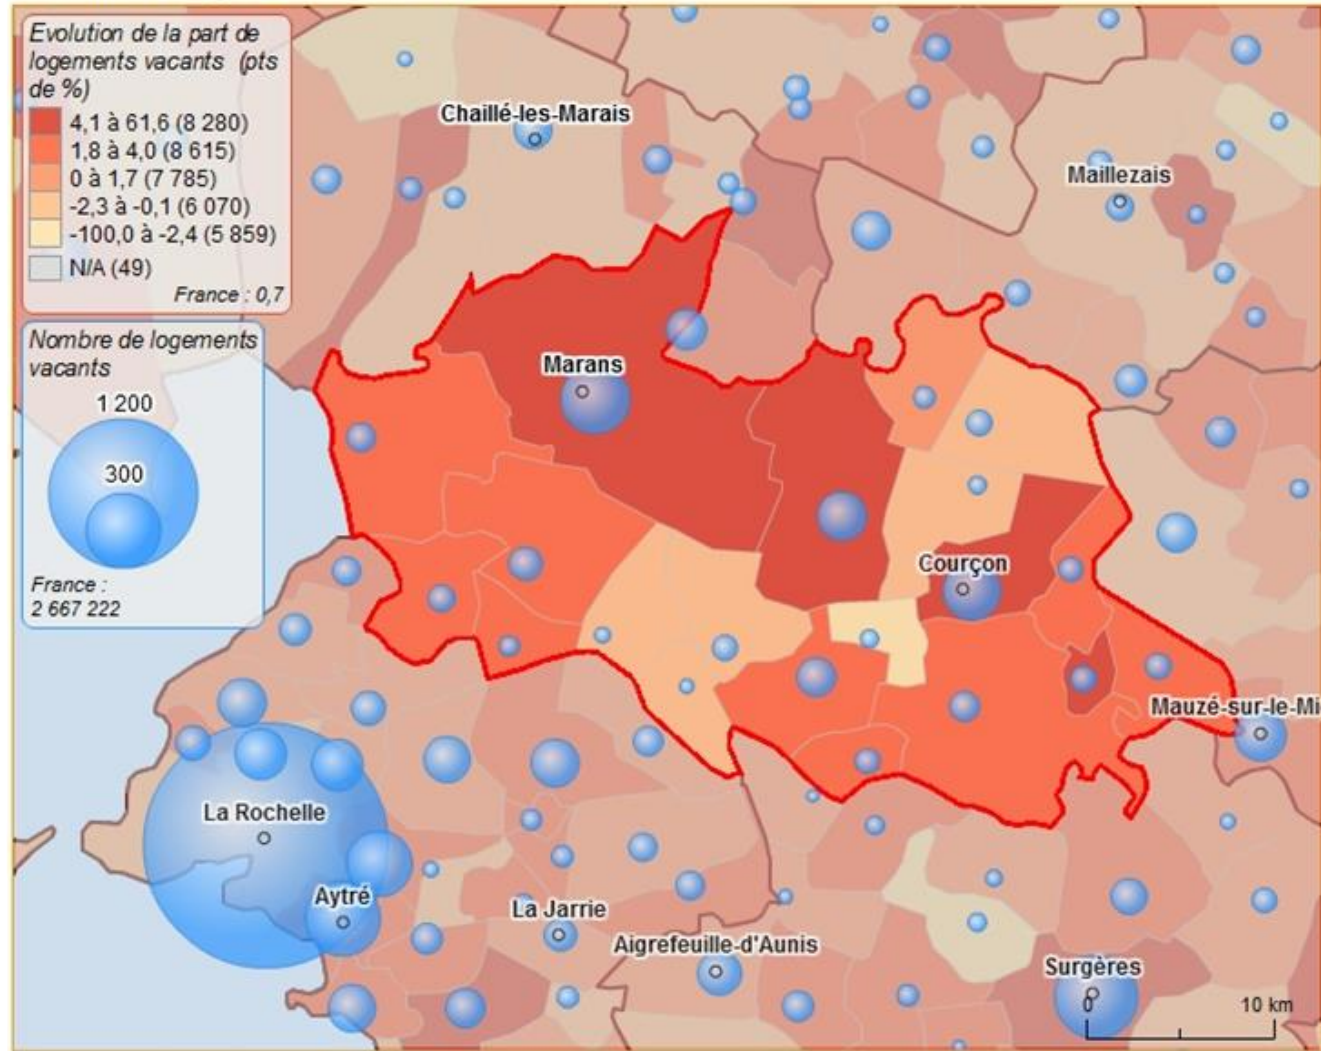 Evolution de la part de
logements vacants (pts
de %)
4,1 à 61,6 (8 280)
1,8 à 4,0 (8 615)
0 à 1,7 (7 785)
-2,3 à -0,1 (6 070)
-100,0 à -2,4 (5 859)
N/A (49)
France : 0,7
Nombre de logements
vacants
1 200
300
France :
2 667 222
Chaillé-les-Marais
Maillezais
Marans
Courçon
Mauzé-sur-le-Mi
La Rochelle
Aytré
La Jarrie
Aigrefeuille-d'Aunis
Surgères
0 10 km